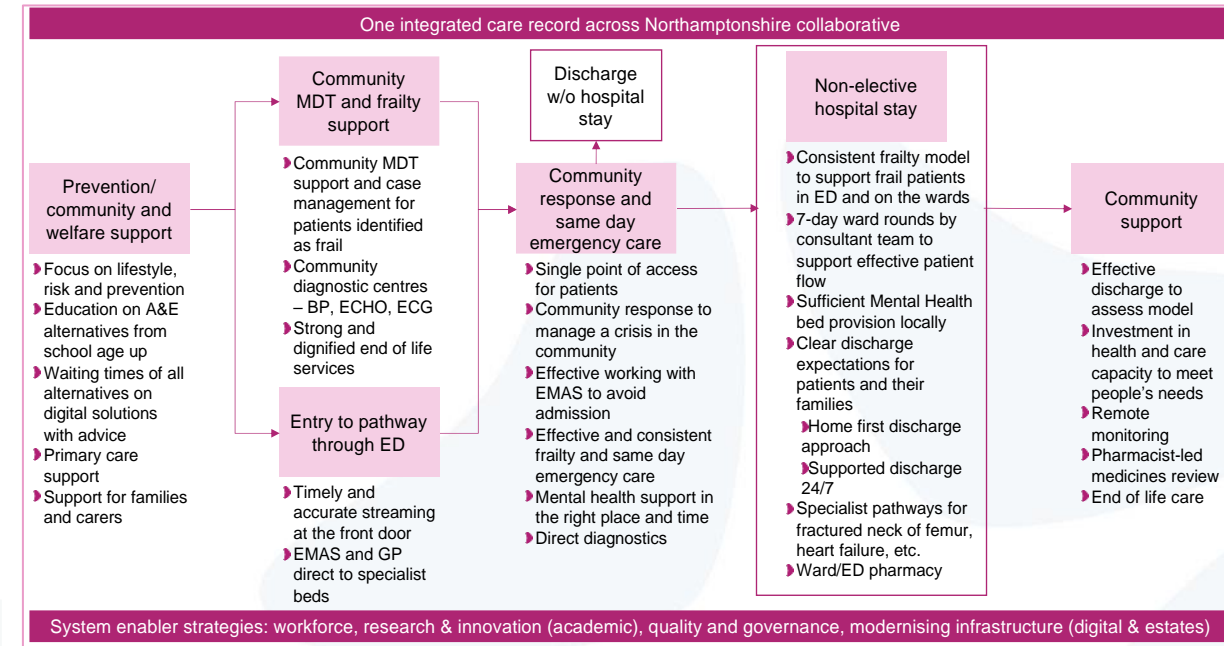 One integrated care record across Northamptonshire collaborative
Prevention/
community and
welfare support
❥Focus on lifestyle,
risk and prevention
❥Education on A&E
alternatives from
school age up
❥Waiting times of all
alternatives on
digital solutions
with advice
❥Primary care
support
❥Support for families
and carers
Community
MDT and frailty
support
❥Community MDT
support and case
management for
patients identified
as frail
❥Community
diagnostic centres
– BP, ECHO, ECG
❥Strong and
dignified end of life
services
Entry to pathway
through ED
❥Timely and
accurate streaming
at the front door
❥EMAS and GP
direct to specialist
beds
Discharge
w/o hospital
stay
Community
response and
same day
emergency care
❥Single point of access
for patients
❥Community response to
manage a crisis in the
community
❥Effective working with
EMAS to avoid
admission
❥Effective and consistent
frailty and same day
emergency care
❥Mental health support in
the right place and time
❥Direct diagnostics
Non-elective
hospital stay
❥Consistent frailty model
to support frail patients
in ED and on the wards
❥7-day ward rounds by
consultant team to
support effective patient
flow
❥Sufficient Mental Health
bed provision locally
❥Clear discharge
expectations for
patients and their
families
❥Home first discharge
approach
❥Supported discharge
24/7
❥Specialist pathways for
fractured neck of femur,
heart failure, etc.
❥Ward/ED pharmacy
Community
support
❥Effective
discharge to
assess model
❥Investment in
health and care
capacity to meet
people's needs
❥Remote
monitoring
❥Pharmacist-led
medicines review
❥End of life care
System enabler strategies: workforce, research & innovation (academic), quality and governance, modernising infrastructure (digital & estates)